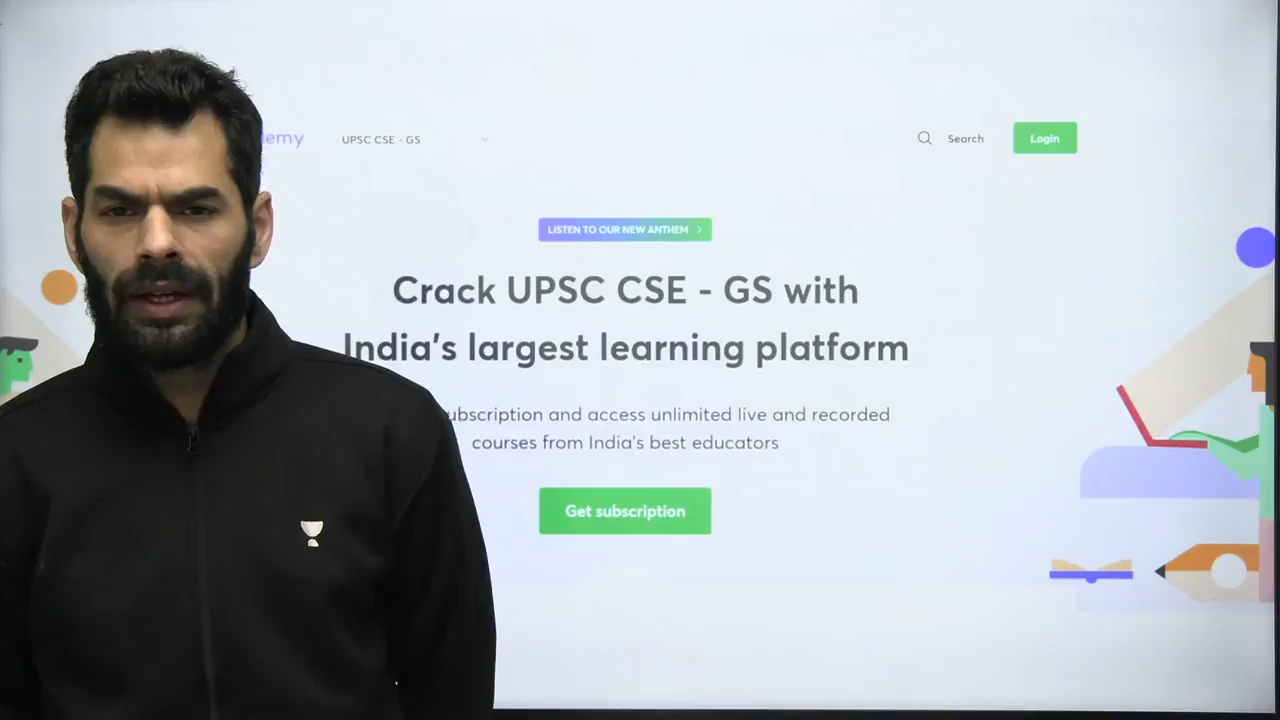 demy
UPSC CSE - GS
Search
Login
LISTEN TO OUR NEW ANTHEM
Crack UPSC CSE - GS with
India's largest learning platform
ubscription and access unlimited live and recorded
courses from India's best educators
Get subscription